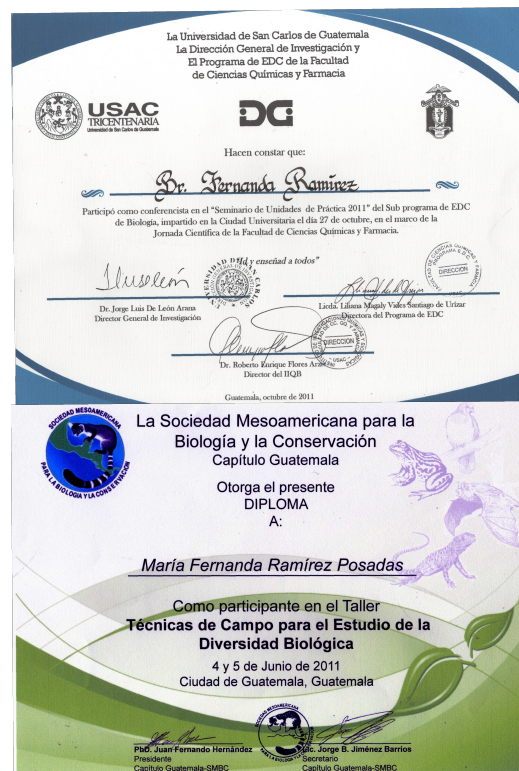 La Universidad de San Carlos de Guatemala
La Dirección General de Investigación y
El Programa de EDC de la Facultad
de Ciencias Químicas y Farmacia
USAC
TRICENTENARIA
Universidad de San Carlos de Guatemala
DGi
Hacen constar que:
Br. Fernanda Ramírez
Participó como conferencista en el "Seminario de Unidades de Práctica 2011" del Sub programa de EDC
de Biología, impartido en la Ciudad Universitaria el día 27 de octubre, en el marco de la
Jornada Científica de la Facultad de Ciencias Químicas y Farmacia.
"Id y enseñad a todos"
Dr. Jorge Luis De León Arana
Director General de Investigación
DIRECCION
Licda. Liliana Magaly Vides Santiago de Urizar
Directora del Programa de EDC
DIRECCION
USAC
Dr. Roberto Enrique Flores
Director del IIQB
Guatemala, octubre de 2011
SOCIEDAD MESOAMERICANA
PARA LA BIOLOGIA Y LA CONSERVACION
La Sociedad Mesoamericana para la
Biología y la Conservación
Capítulo Guatemala
Otorga el presente
DIPLOMA
A:
María Fernanda Ramírez Posadas
Como participante en el Taller
Técnicas de Campo para el Estudio de la
Diversidad Biológica
4 y 5 de Junio de 2011
Ciudad de Guatemala, Guatemala
PhD. Juan Fernando Hernández
Presidente
Capítulo Guatemala-SMBC
Lic. Jorge B. Jiménez Barrios
Secretario
Capítulo Guatemala-SMBC